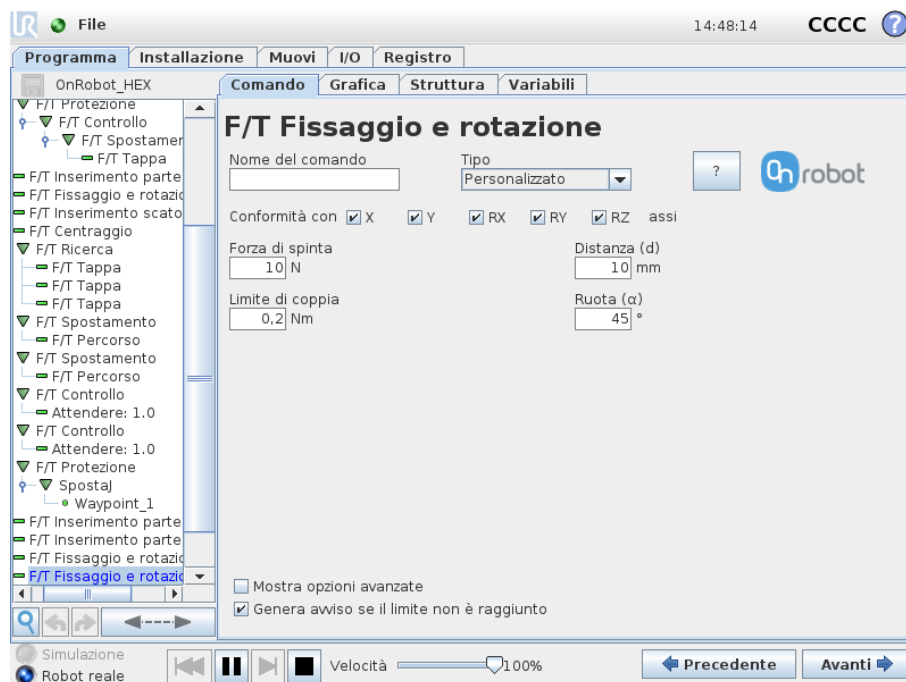 UR File 14:48:14 CCCC ?
Programma Installazione Muovi I/O Registro
OnRobot_HEX
Comando Grafica Struttura Variabili
F/T Protezione
F/T Controllo
F/T Spostamer
F/T Tappa
F/T Inserimento parte
F/T Fissaggio e rotazio
F/T Inserimento scato
F/T Centraggio
F/T Ricerca
F/T Tappa
F/T Tappa
F/T Tappa
F/T Spostamento
F/T Percorso
F/T Spostamento
F/T Percorso
F/T Controllo
Attendere: 1.0
F/T Controllo
Attendere: 1.0
F/T Protezione
SpostaJ
Waypoint_1
F/T Inserimento parte
F/T Inserimento parte
F/T Fissaggio e rotazio
F/T Fissaggio e rotazio
F/T Fissaggio e rotazione
Nome del comando Tipo
Personalizzato ? On robot
Conformità con X Y RX RY RZ assi
Forza di spinta Distanza (d)
10 N 10 mm
Limite di coppia Ruota (α)
0,2 Nm 45 °
Mostra opzioni avanzate
Genera avviso se il limite non è raggiunto
Simulazione
Robot reale
Velocità 100%
Precedente Avanti